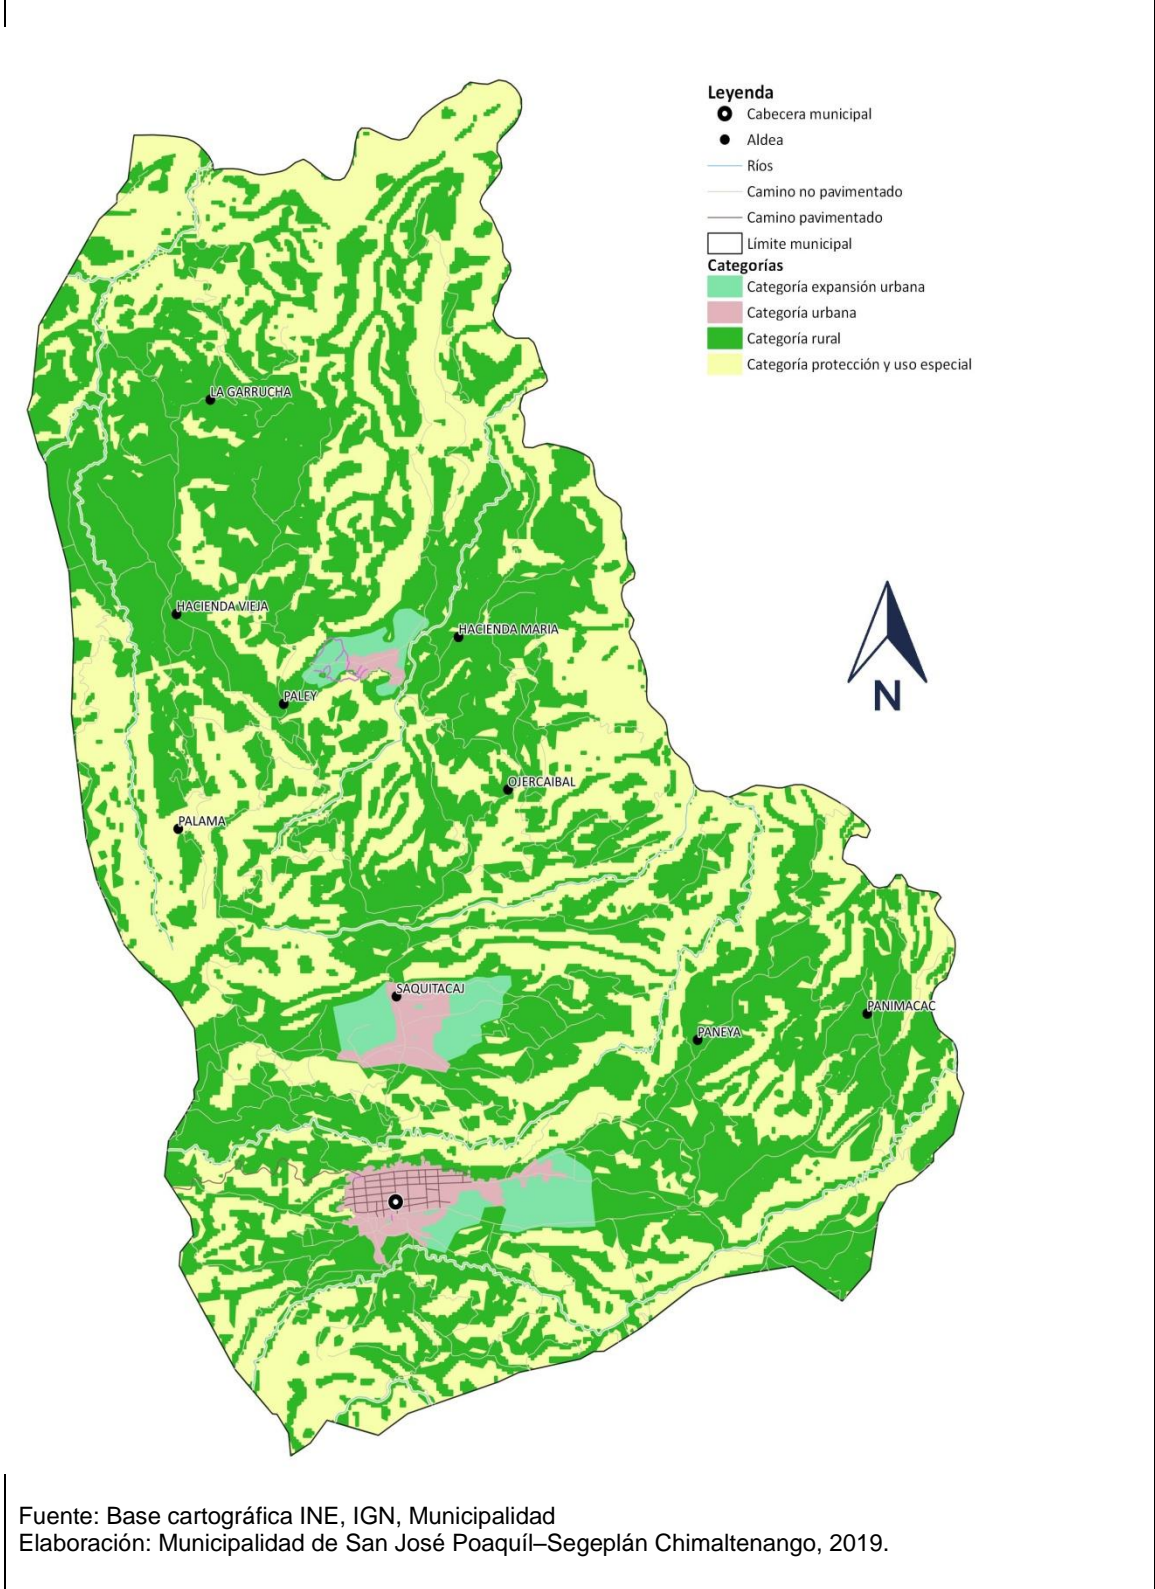 Leyenda
Cabecera municipal
Aldea
Ríos
Camino no pavimentado
Camino pavimentado
Límite municipal
Categorías
Categoría expansión urbana
Categoría urbana
Categoría rural
Categoría protección y uso especial
LA GARRUCHA
HACIENDA VIEJA
HACIENDA MARIA
N
PALEY
OJERCAIBAL
PALAMA
SAQUITACAJ
PANIMACAC
PANEYA
Fuente: Base cartográfica INE, IGN, Municipalidad
Elaboración: Municipalidad de San José Poaquíl–Segeplán Chimaltenango, 2019.